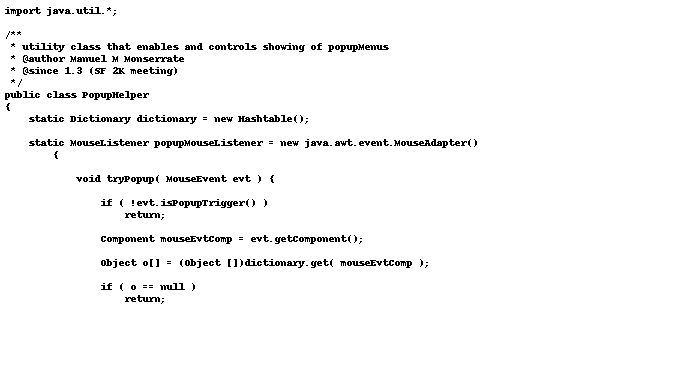 import java.util.*;
/**
* utility class that enables and controls showing of popupMenus
* @author Manuel M Monserrate
* @since 1.3 (SF 2K meeting)
*/
public class PopupHelper
{
static Dictionary dictionary = new Hashtable();
static MouseListener popupMouseListener = new java.awt.event.MouseAdapter()
{
void tryPopup( MouseEvent evt ) {
if ( !evt.isPopupTrigger() )
return;
Component mouseEvtComp = evt.getComponent();
Object o[] = (Object [])dictionary.get( mouseEvtComp );
if ( o == null )
return;